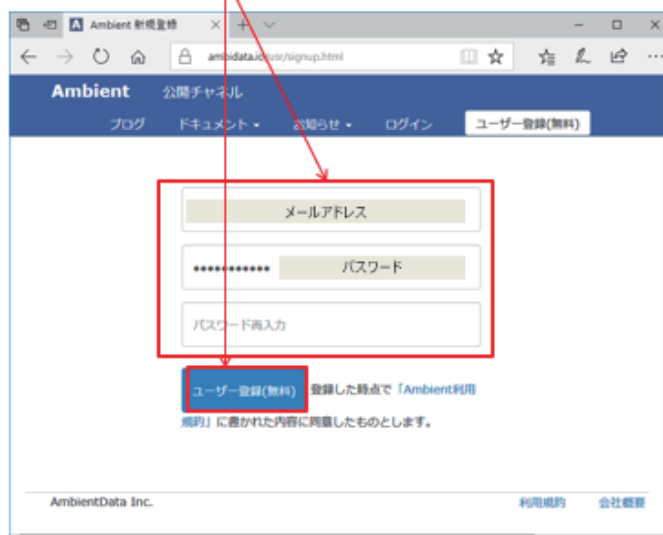 Ambient 新規登録
ambidata.io/usr/signup.html
Ambient 公開チャネル
ブログ ドキュメント お知らせ ログイン ユーザー登録(無料)
メールアドレス
••••••••••• パスワード
パスワード再入力
ユーザー登録(無料) 登録した時点で「Ambient利用
規約」に書かれた内容に同意したものとします。
AmbientData Inc. 利用規約 会社概要